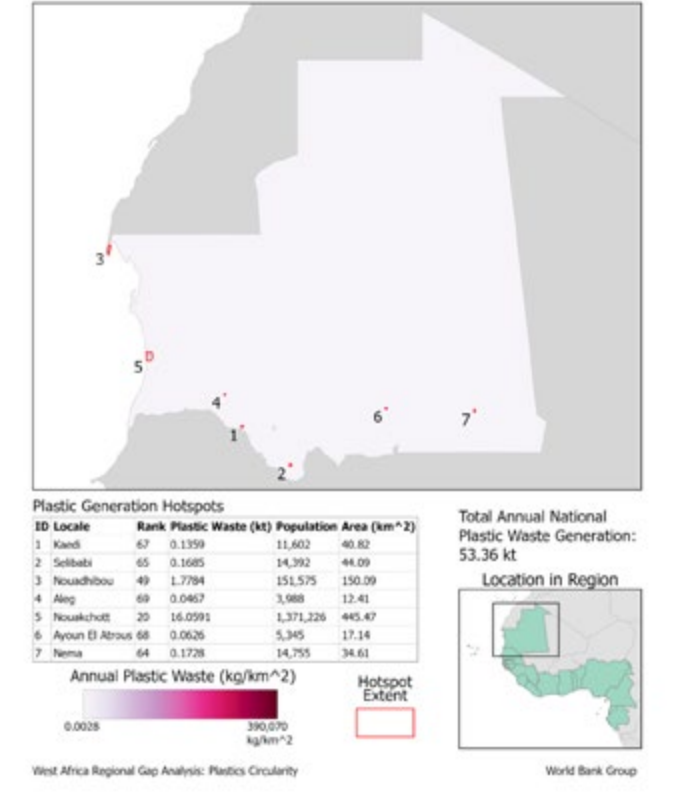 3
5
4
1
2
6
7
Plastic Generation Hotspots
ID Locale Rank Plastic Waste (kt) Population Area (km^2)
1 Kaedi 67 0.1359 11,602 40.82
2 Selibabi 65 0.1685 14,392 44.09
3 Nouadhibou 49 1.7784 151,575 150.09
4 Aleg 69 0.0467 3,988 12.41
5 Nouakchott 20 16.0591 1,371,226 445.47
6 Ayoun El Atrous 68 0.0626 5,345 17.14
7 Nema 64 0.1728 14,755 34.61
Total Annual National
Plastic Waste Generation:
53.36 kt
Location in Region
Annual Plastic Waste (kg/km^2)
0.0028
390,070
kg/km^2
Hotspot
Extent
West Africa Regional Gap Analysis: Plastics Circularity
World Bank Group